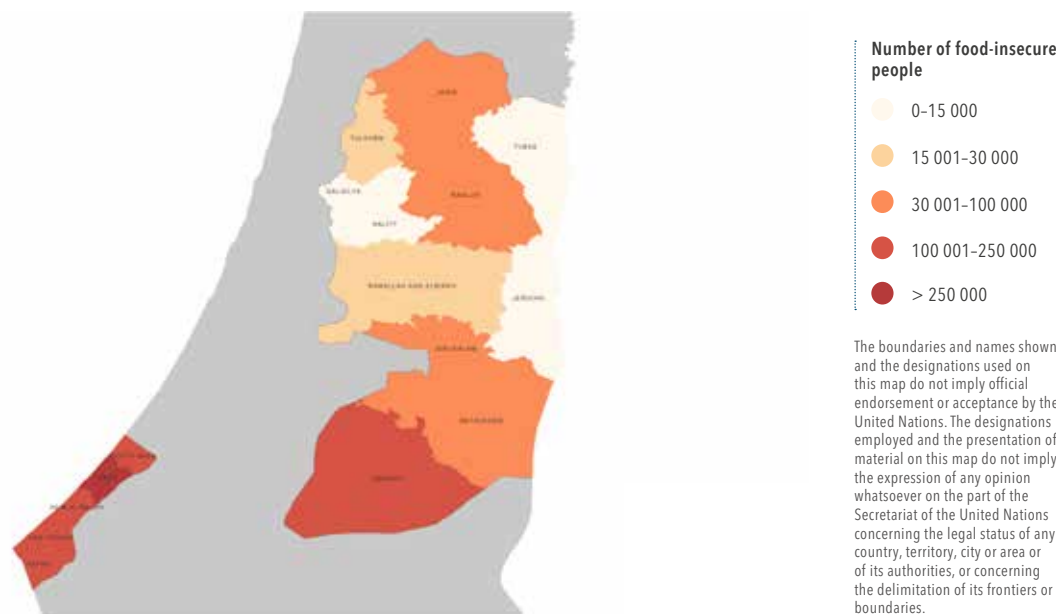 JENIN
TULKARM
TUBAS
QALQILYA
NABLUS
SALFIT
RAMALLAH AND ALBIREH
JERICHO
JERUSALEM
BETHLEHEM
HEBRON
RAFAH
Number of food-insecure
people
0–15 000
15 001–30 000
30 001–100 000
100 001–250 000
> 250 000
The boundaries and names shown
and the designations used on
this map do not imply official
endorsement or acceptance by the
United Nations. The designations
employed and the presentation of
material on this map do not imply
the expression of any opinion
whatsoever on the part of the
Secretariat of the United Nations
concerning the legal status of any
country, territory, city or area or
of its authorities, or concerning
the delimitation of its frontiers or
boundaries.